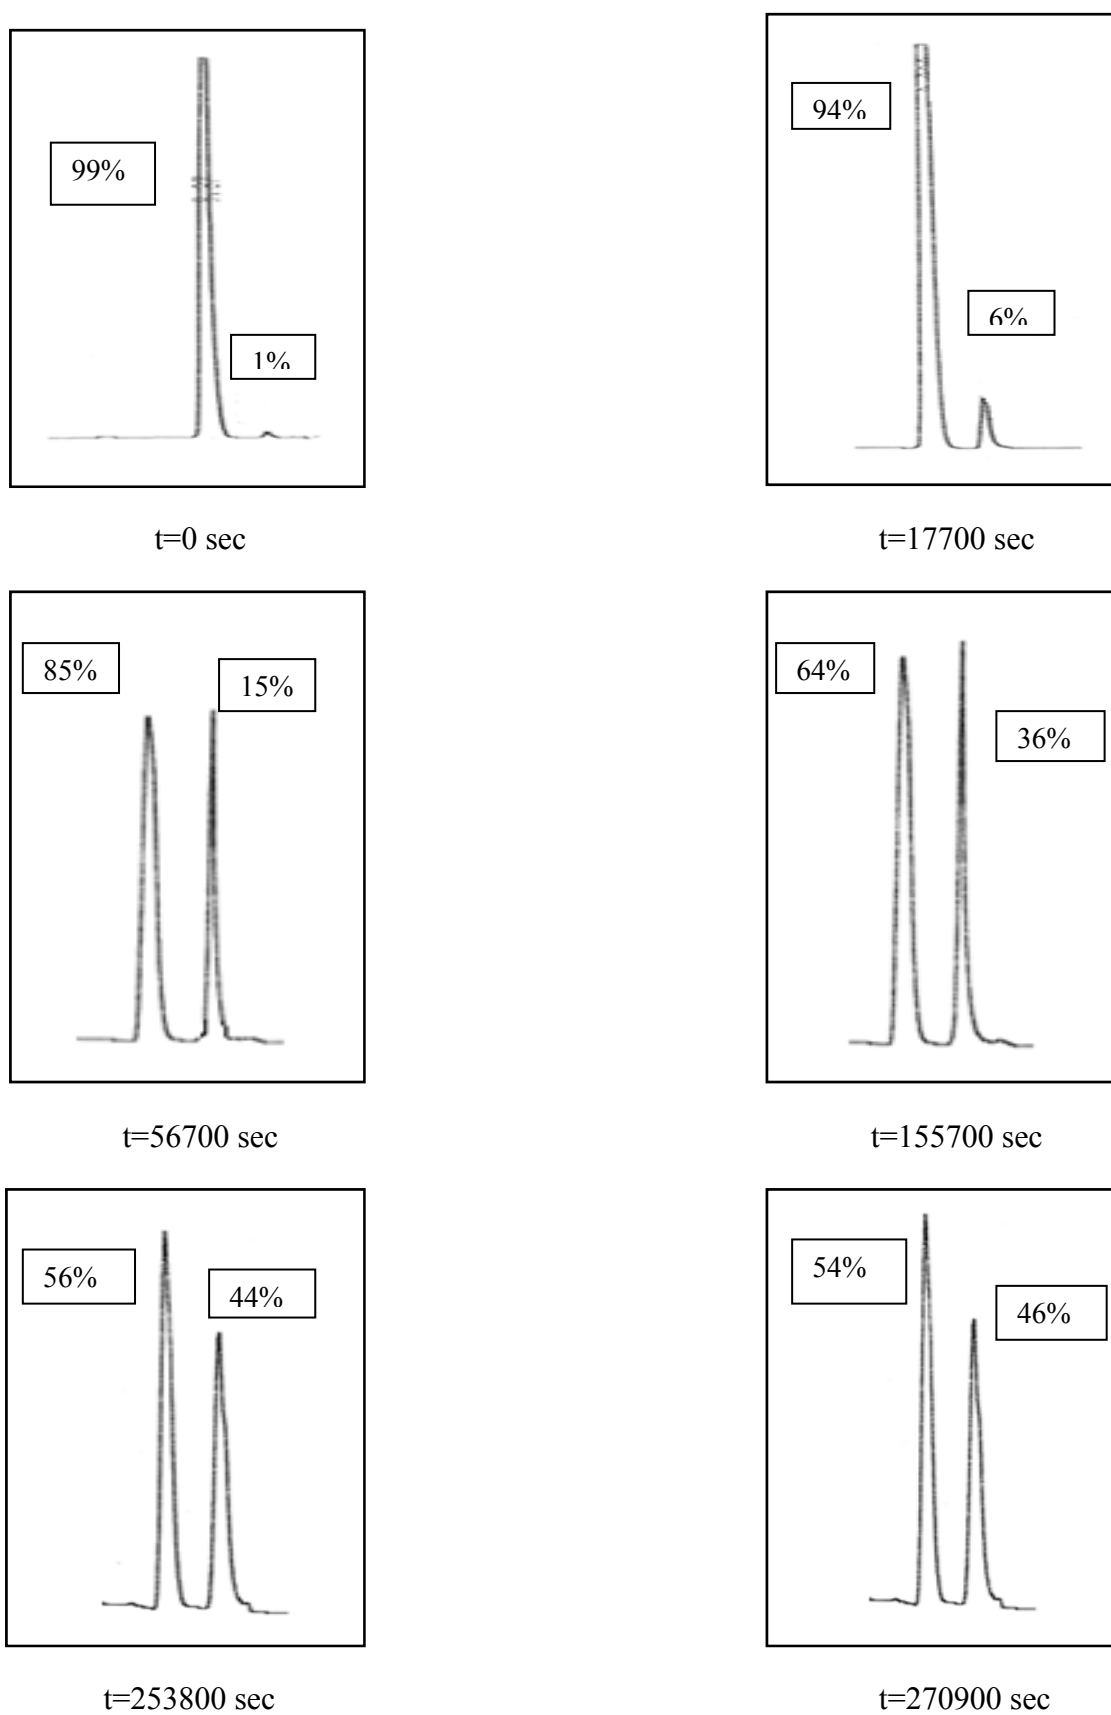 99%
1%
t=0 sec
94%
6%
t=17700 sec
85%
15%
t=56700 sec
64%
36%
t=155700 sec
56%
44%
t=253800 sec
54%
46%
t=270900 sec